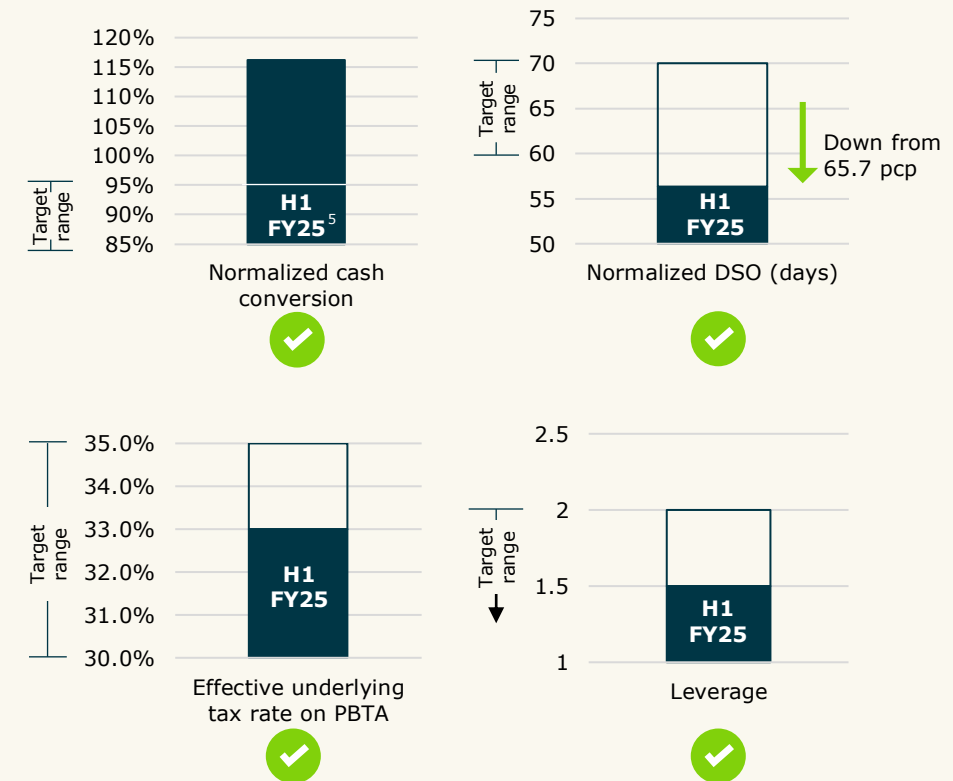 120%
115%
110%
105%
100%
95%
90%
85%
Target
range
H1
FY25 5
Normalized cash
conversion
75
70
65
60
55
50
Target
range
H1
FY25
Down from
65.7 pcp
Normalized DSO (days)
35.0%
34.0%
33.0%
32.0%
31.0%
30.0%
Target
range
H1
FY25
Effective underlying
tax rate on PBTA
2.5
2
1.5
1
Target
range
H1
FY25
Leverage